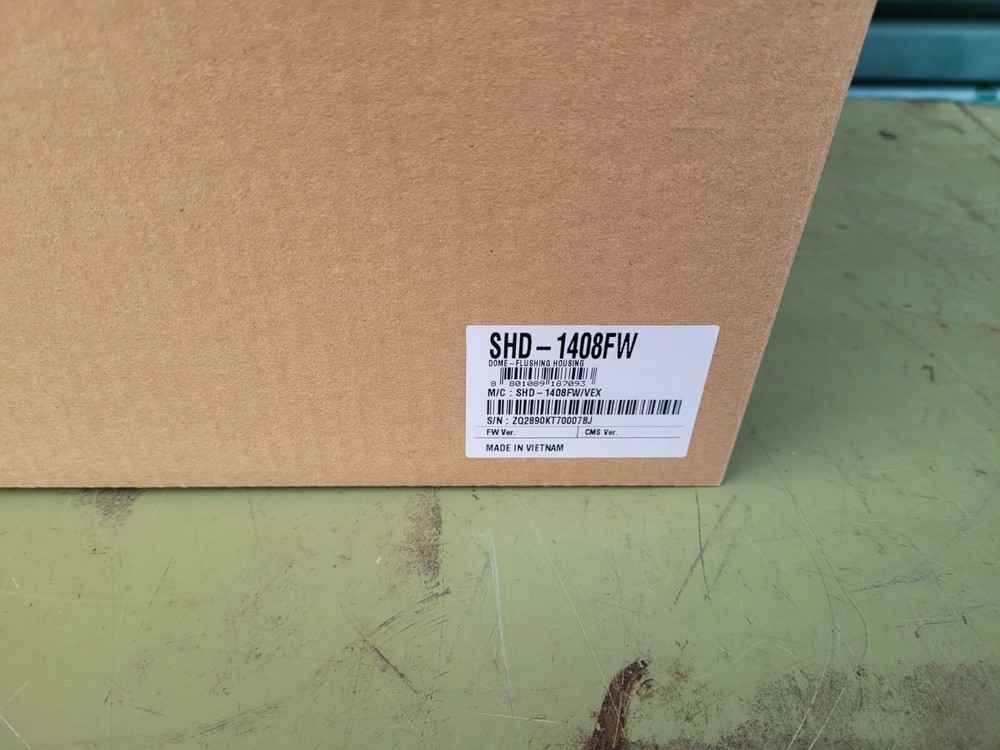 SHD-1408FW
DOME-FLUSHING HOUSING
8 801089 187093
M/C : SHD-1408FW/VEX
S/N : ZQ2890KT70007BJ
FW Ver. CMS Ver.
MADE IN VIETNAM